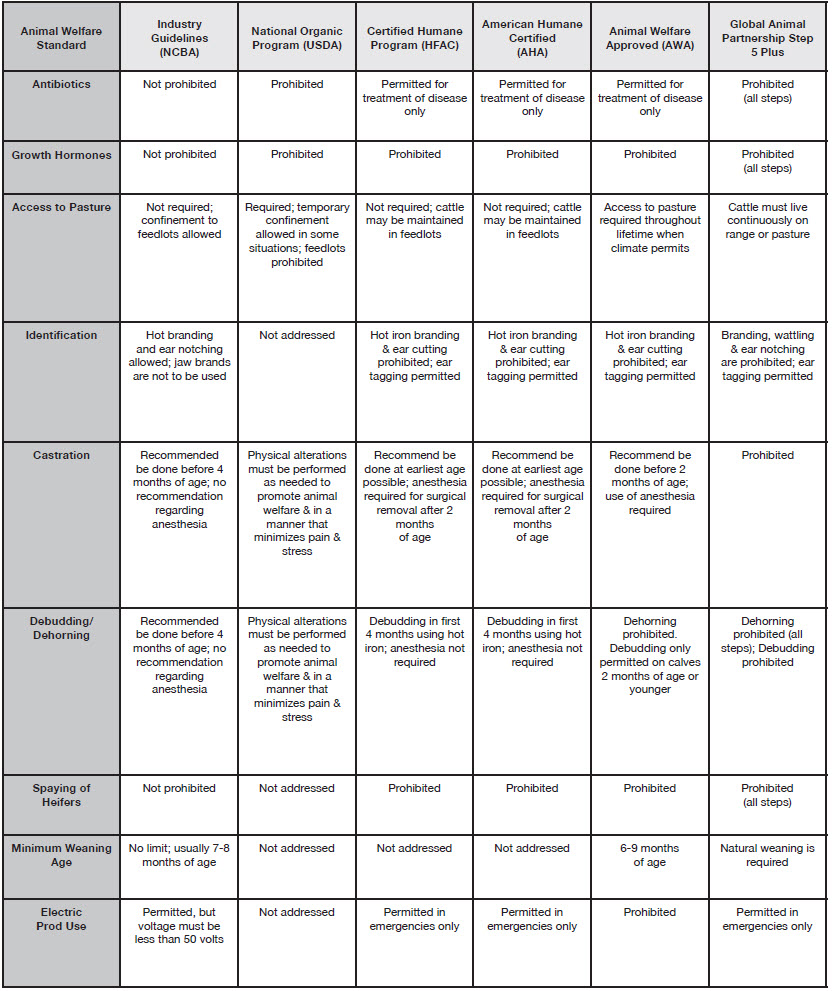 Animal Welfare
Standard
Industry
Guidelines
(NCBA)
National Organic
Program (USDA)
Certified Humane
Program (HFAC)
American Humane
Certified
(AHA)
Animal Welfare
Approved (AWA)
Global Animal
Partnership Step
5 Plus
Antibiotics
Not prohibited
Prohibited
Permitted for
treatment of disease
only
Permitted for
treatment of disease
only
Permitted for
treatment of disease
only
Prohibited
(all steps)
Growth Hormones
Not prohibited
Prohibited
Prohibited
Prohibited
Prohibited
Prohibited
(all steps)
Access to Pasture
Not required;
confinement to
feedlots allowed
Required; temporary
confinement
allowed in some
situations; feedlots
prohibited
Not required; cattle
may be maintained
in feedlots
Not required; cattle
may be maintained
in feedlots
Access to pasture
required throughout
lifetime when
climate permits
Cattle must live
continuously on
range or pasture
Identification
Hot branding
and ear notching
allowed; jaw brands
are not to be used
Not addressed
Hot iron branding
& ear cutting
prohibited; ear
tagging permitted
Hot iron branding
& ear cutting
prohibited; ear
tagging permitted
Hot iron branding
& ear cutting
prohibited; ear
tagging permitted
Branding, wattling
& ear notching
are prohibited; ear
tagging permitted
Castration
Recommended
be done before 4
months of age; no
recommendation
regarding
anesthesia
Physical alterations
must be performed
as needed to
promote animal
welfare & in a
manner that
minimizes pain &
stress
Recommend be
done at earliest age
possible; anesthesia
required for surgical
removal after 2
months
of age
Recommend be
done at earliest age
possible; anesthesia
required for surgical
removal after 2
months
of age
Recommend be
done before 2
months of age;
use of anesthesia
required
Prohibited
Debudding/
Dehorning
Recommended
be done before 4
months of age; no
recommendation
regarding
anesthesia
Physical alterations
must be performed
as needed to
promote animal
welfare & in a
manner that
minimizes pain &
stress
Debudding in first
4 months using hot
iron; anesthesia not
required
Debudding in first
4 months using hot
iron; anesthesia not
required
Dehorning
prohibited.
Debudding only
permitted on calves
2 months of age or
younger
Dehorning
prohibited (all
steps); Debudding
prohibited
Spaying of
Heifers
Not prohibited
Not addressed
Prohibited
Prohibited
Prohibited
Prohibited
(all steps)
Minimum Weaning
Age
No limit; usually 7-8
months of age
Not addressed
Not addressed
Not addressed
6-9 months
of age
Natural weaning is
required
Electric
Prod Use
Permitted, but
voltage must be
less than 50 volts
Not addressed
Permitted in
emergencies only
Permitted in
emergencies only
Prohibited
Permitted in
emergencies only